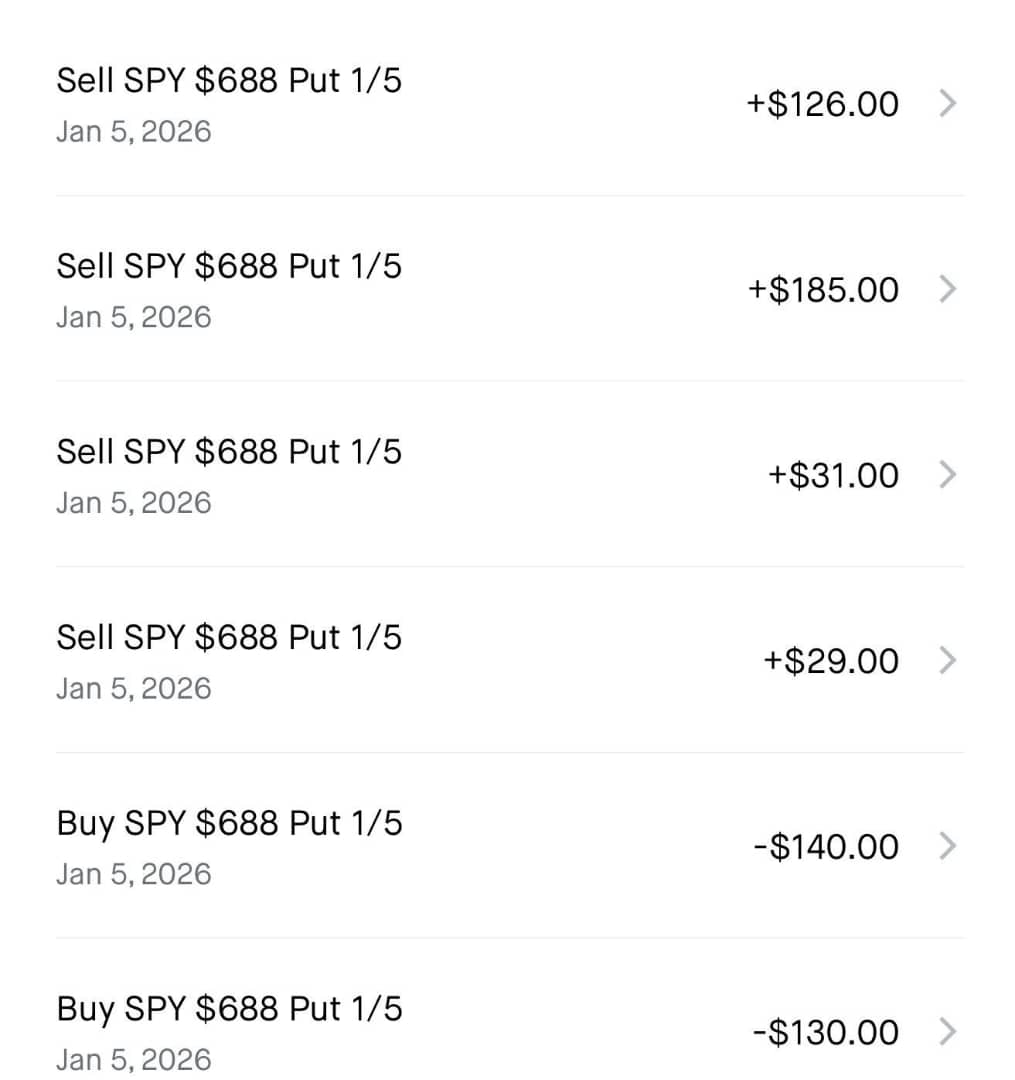 Sell SPY $688 Put 1/5
+$126.00
Jan 5, 2026
Sell SPY $688 Put 1/5
+$185.00
Jan 5, 2026
Sell SPY $688 Put 1/5
+$31.00
Jan 5, 2026
Sell SPY $688 Put 1/5
+$29.00
Jan 5, 2026
Buy SPY $688 Put 1/5
-$140.00
Jan 5, 2026
Buy SPY $688 Put 1/5
-$130.00
Jan 5, 2026